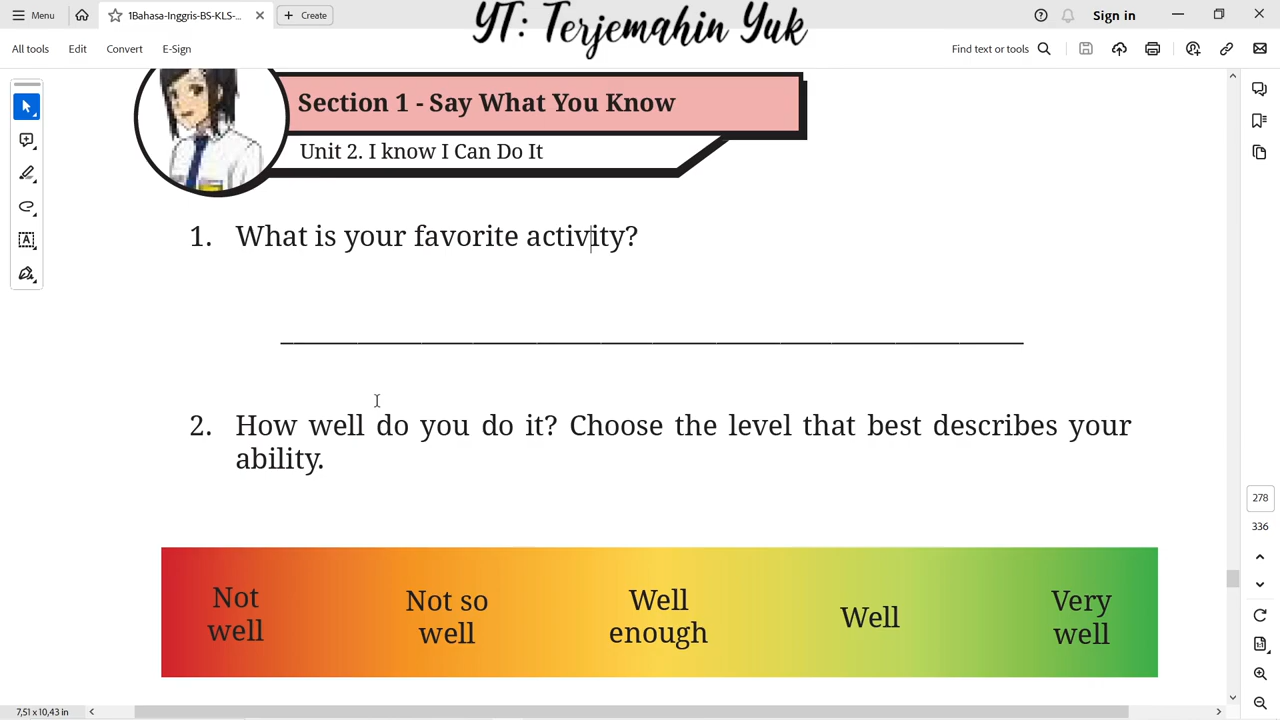 Menu
1Bahasa-Inggris-BS-KLS-...
Create
YT: Terjemahin Yuk
Sign in
All tools
Edit
Convert
E-Sign
Find text or tools
Section 1 - Say What You Know
Unit 2. I know I Can Do It
1. What is your favorite activity?
2. How well do you do it? Choose the level that best describes your
ability.
Not
well
Not so
well
Well
enough
Well
Very
well
278
336
7,51 x 10,43 in